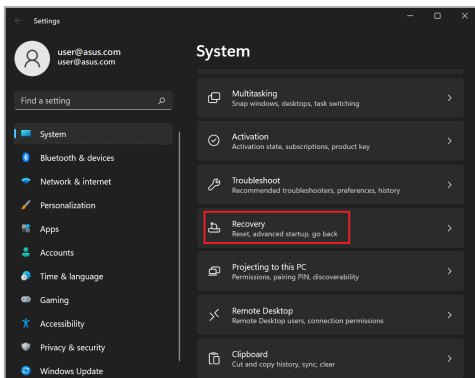 Settings
user@asus.com
user@asus.com
Find a setting
System
Bluetooth & devices
Network & internet
Personalization
Apps
Accounts
Time & language
Gaming
Accessibility
Privacy & security
Windows Update
System
Multitasking
Snap windows, desktops, task switching
Activation
Activation state, subscriptions, product key
Troubleshoot
Recommended troubleshooters, preferences, history
Recovery
Reset, advanced startup, go back
Projecting to this PC
Permissions, pairing PIN, discoverability
Remote Desktop
Remote Desktop users, connection permissions
Clipboard
Cut and copy history, sync, clear